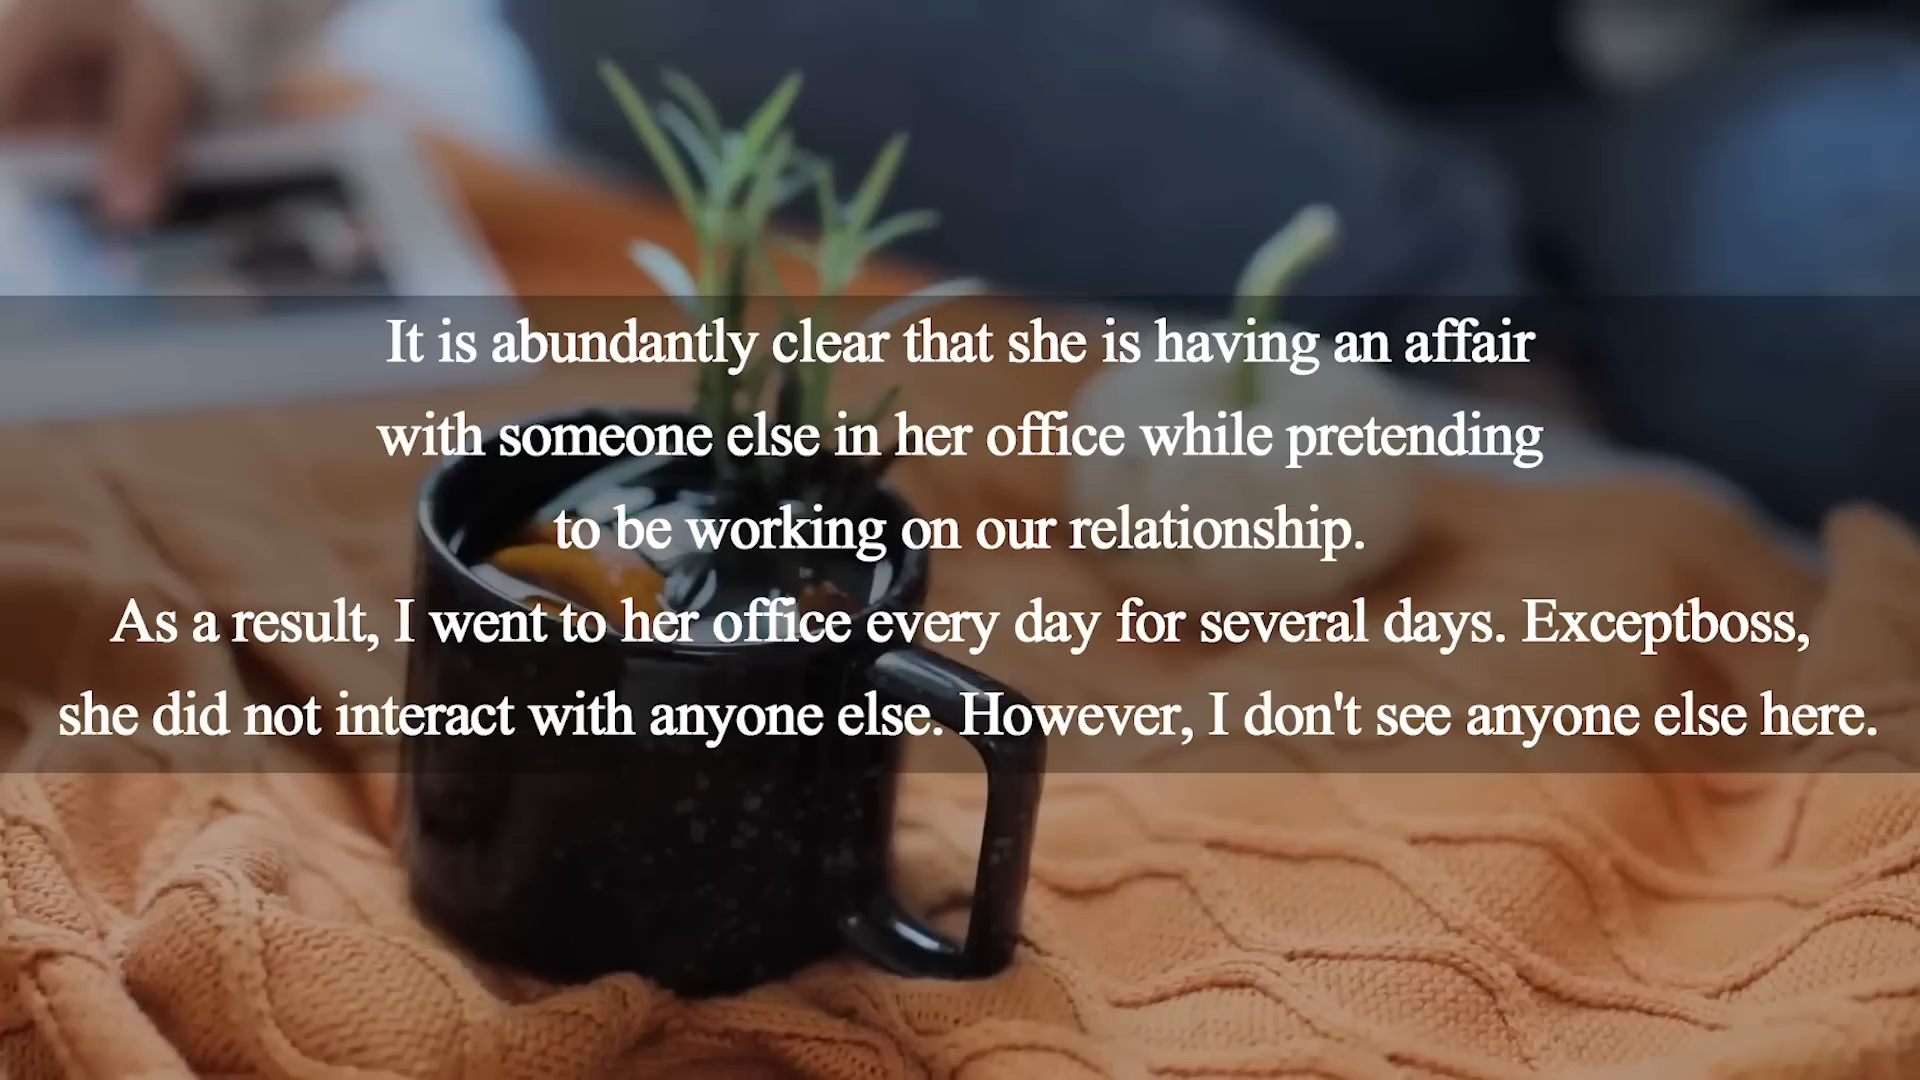 It is abundantly clear that she is having an affair
with someone else in her office while pretending
to be working on our relationship.
As a result, I went to her office every day for several days. Exceptboss,
she did not interact with anyone else. However, I don't see anyone else here.